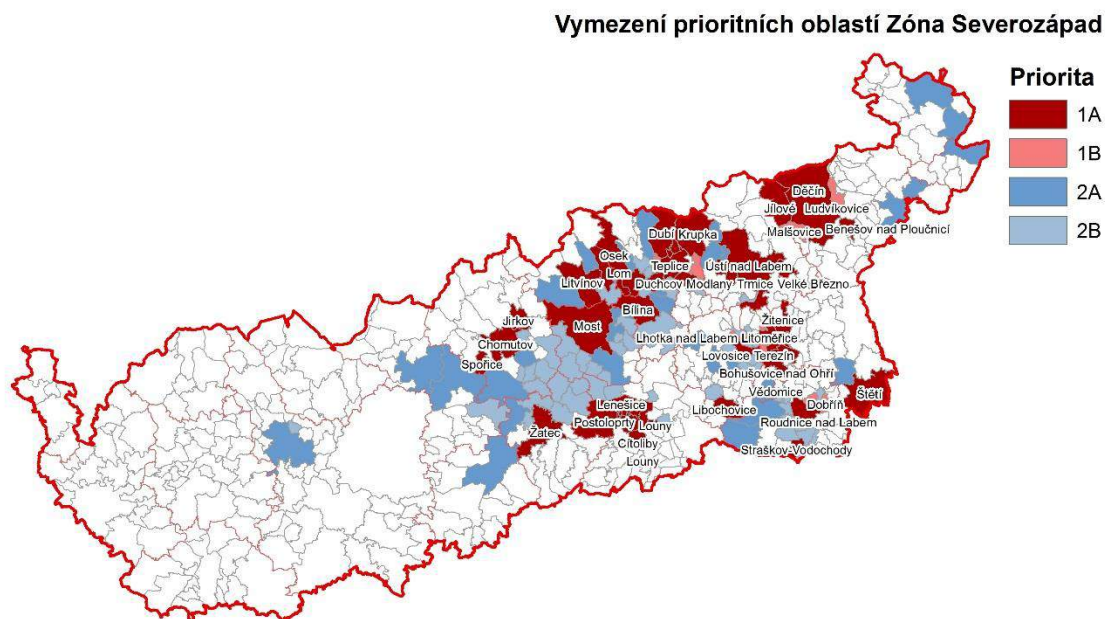 Vymezení prioritních oblastí Zóna Severozápad
Priorita
1A
1B
2A
2B
Děčín
Jílové Ludvíkovice
Malšovice Benešov nad Ploučnicí
Dubí Krupka
Osek
Teplice Ústí nad Labem
Lom
Litvínov Duchcov Modlany Trmice Velké Březno
Bílina
Jirkov Most Žitenice
Chomutov Lhotka nad Labem Litoměřice
Spořice Lovosice Terezín
Bohušovice nad Ohří
Vědomice Štětí
Lenešice Libochovice Dobříň
Žatec Postoloprty Louny Roudnice nad Labem
Cítoliby
Straškov-Vodochody
Louny